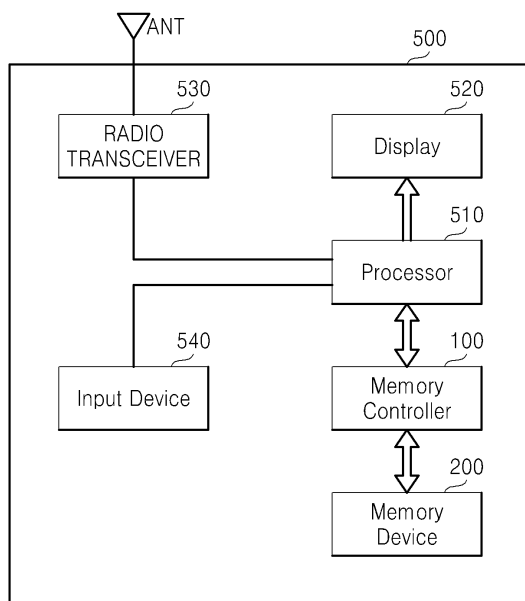 ANT
500
530
520
RADIO
TRANSCEIVER
Display
510
Processor
540
100
Input Device
Memory
Controller
200
Memory
Device